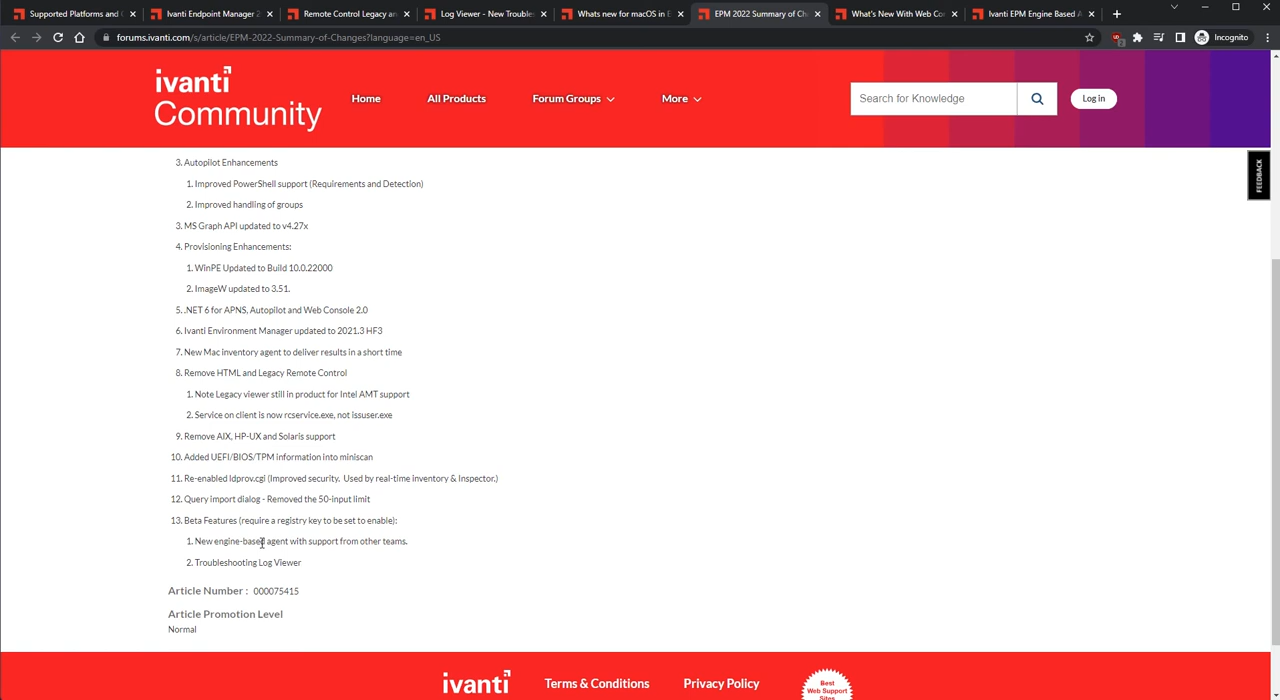 Supported Platforms and
Ivanti Endpoint Manager 2
Remote Control Legacy an
Log Viewer - New Troubles
Whats new for macOS in E
EPM 2022 Summary of Ch
What's New With Web Con
Ivanti EPM Engine Based A
forums.ivanti.com/s/article/EPM-2022-Summary-of-Changes?language=en_US
2
Incognito
ivanti
Community
Home
All Products
Forum Groups
More
Search for Knowledge
Log in
FEEDBACK
3. Autopilot Enhancements
1. Improved PowerShell support (Requirements and Detection)
2. Improved handling of groups
3. MS Graph API updated to v4.27x
4. Provisioning Enhancements:
1. WinPE Updated to Build 10.0.22000
2. ImageW updated to 3.51.
5. .NET 6 for APNS, Autopilot and Web Console 2.0
6. Ivanti Environment Manager updated to 2021.3 HF3
7. New Mac inventory agent to deliver results in a short time
8. Remove HTML and Legacy Remote Control
1. Note Legacy viewer still in product for Intel AMT support
2. Service on client is now rcservice.exe, not issuser.exe
9. Remove AIX, HP-UX and Solaris support
10. Added UEFI/BIOS/TPM information into miniscan
11. Re-enabled ldprov.cgi (Improved security. Used by real-time inventory & Inspector.)
12. Query import dialog - Removed the 50-input limit
13. Beta Features (require a registry key to be set to enable):
1. New engine-based agent with support from other teams.
2. Troubleshooting Log Viewer
Article Number : 000075415
Article Promotion Level
Normal
ivanti
Terms & Conditions
Privacy Policy
Best
Web Support
Sites